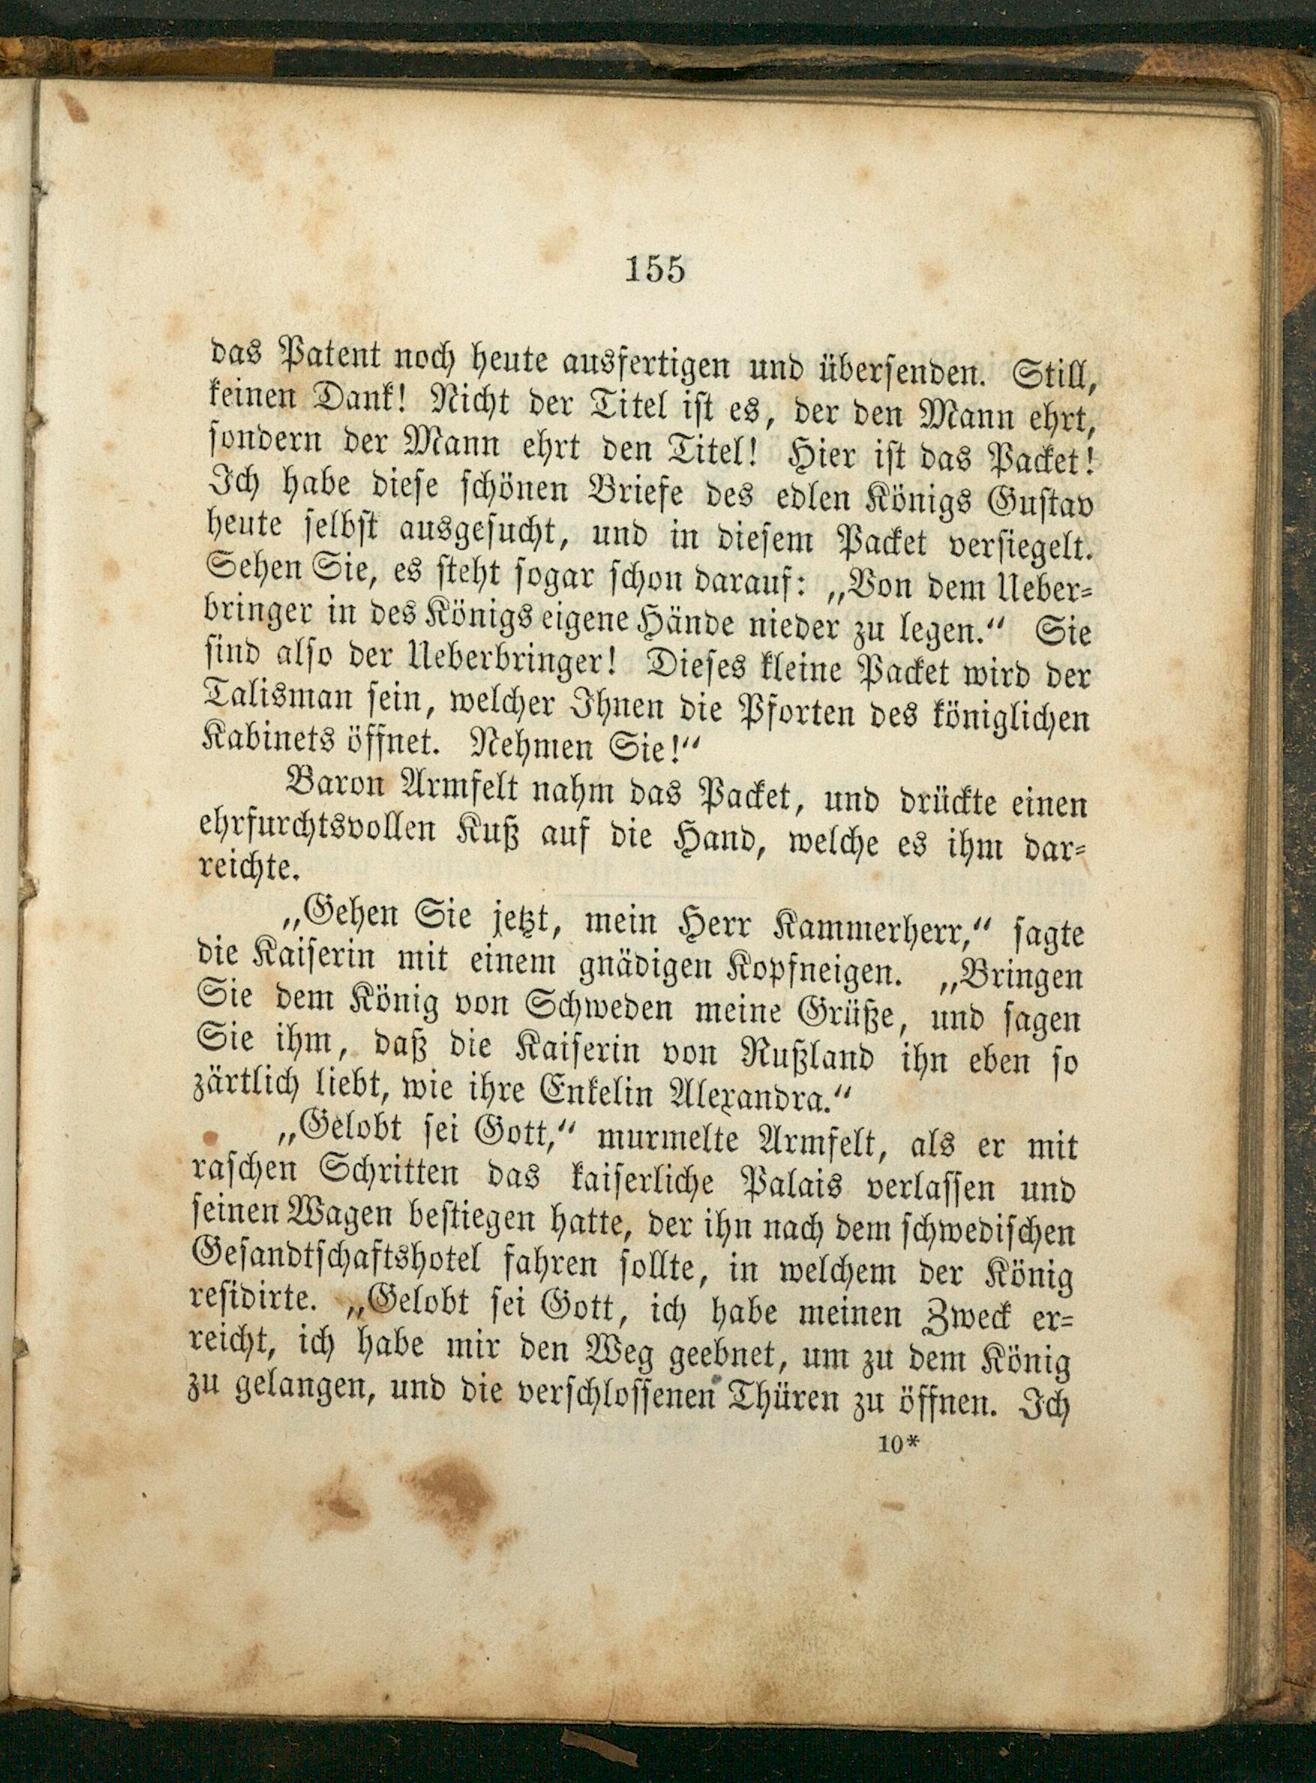 155
das Patent noch heute ausfertigen und übersenden. Still,
keinen Dank! Nicht der Titel ist es, der den Mann ehrt,
sondern der Mann ehrt den Titel! Hier ist das Packet!
Ich habe diese schönen Briefe des edlen Königs Gustav
heute selbst ausgesucht, und in diesem Packet versiegelt.
Sehen Sie, es steht sogar schon darauf: „Von dem Ueber=
bringer in des Königs eigene Hände nieder zu legen.“ Sie
sind also der Ueberbringer! Dieses kleine Packet wird der
Talisman sein, welcher Ihnen die Pforten des königlichen
Kabinets öffnet. Nehmen Sie!“
Baron Armfelt nahm das Packet, und drückte einen
ehrfurchtsvollen Kuß auf die Hand, welche es ihm dar=
reichte.
„Gehen Sie jetzt, mein Herr Kammerherr,“ sagte
die Kaiserin mit einem gnädigen Kopfneigen. „Bringen
Sie dem König von Schweden meine Grüße, und sagen
Sie ihm, daß die Kaiserin von Rußland ihn eben so
zärtlich liebt, wie ihre Enkelin Alexandra.“
„Gelobt sei Gott,“ murmelte Armfelt, als er mit
raschen Schritten das kaiserliche Palais verlassen und
seinen Wagen bestiegen hatte, der ihn nach dem schwedischen
Gesandtschaftshotel fahren sollte, in welchem der König
residirte. „Gelobt sei Gott, ich habe meinen Zweck er=
reicht, ich habe mir den Weg geebnet, um zu dem König
zu gelangen, und die verschlossenen Thüren zu öffnen. Ich
10*